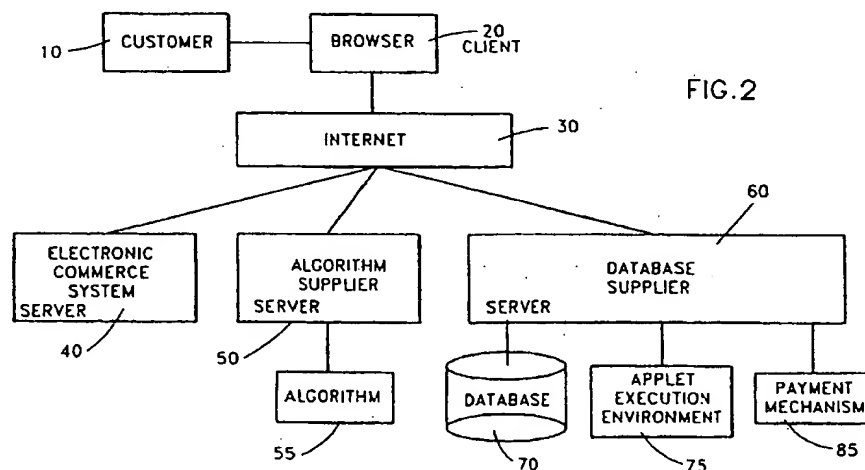 10
CUSTOMER
BROWSER
20
CLIENT
FIG.2
INTERNET
30
60
ELECTRONIC
COMMERCE
SYSTEM
SERVER
40
ALGORITHM
SUPPLIER
SERVER
50
DATABASE
SUPPLIER
SERVER
ALGORITHM
55
DATABASE
70
APPLET
EXECUTION
ENVIRONMENT
75
PAYMENT
MECHANISM
85